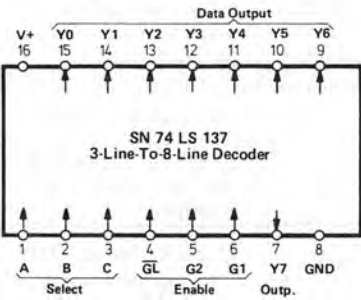 Data Output
V+ Y0 Y1 Y2 Y3 Y4 Y5 Y6
16 15 14 13 12 11 10 9
SN 74 LS 137
3-Line-To-8-Line Decoder
1 2 3 4 5 6 7 8
A B C G̅L̅ G2 G1 Y7 GND
Select Enable Outp.